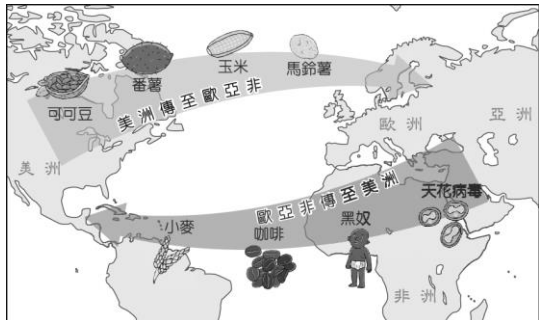 玉米
馬鈴薯
番薯
可可豆
美洲傳至歐亞非
歐洲
亞洲
美洲
歐亞非傳至美洲
天花病毒
小麥
咖啡
黑奴
非洲